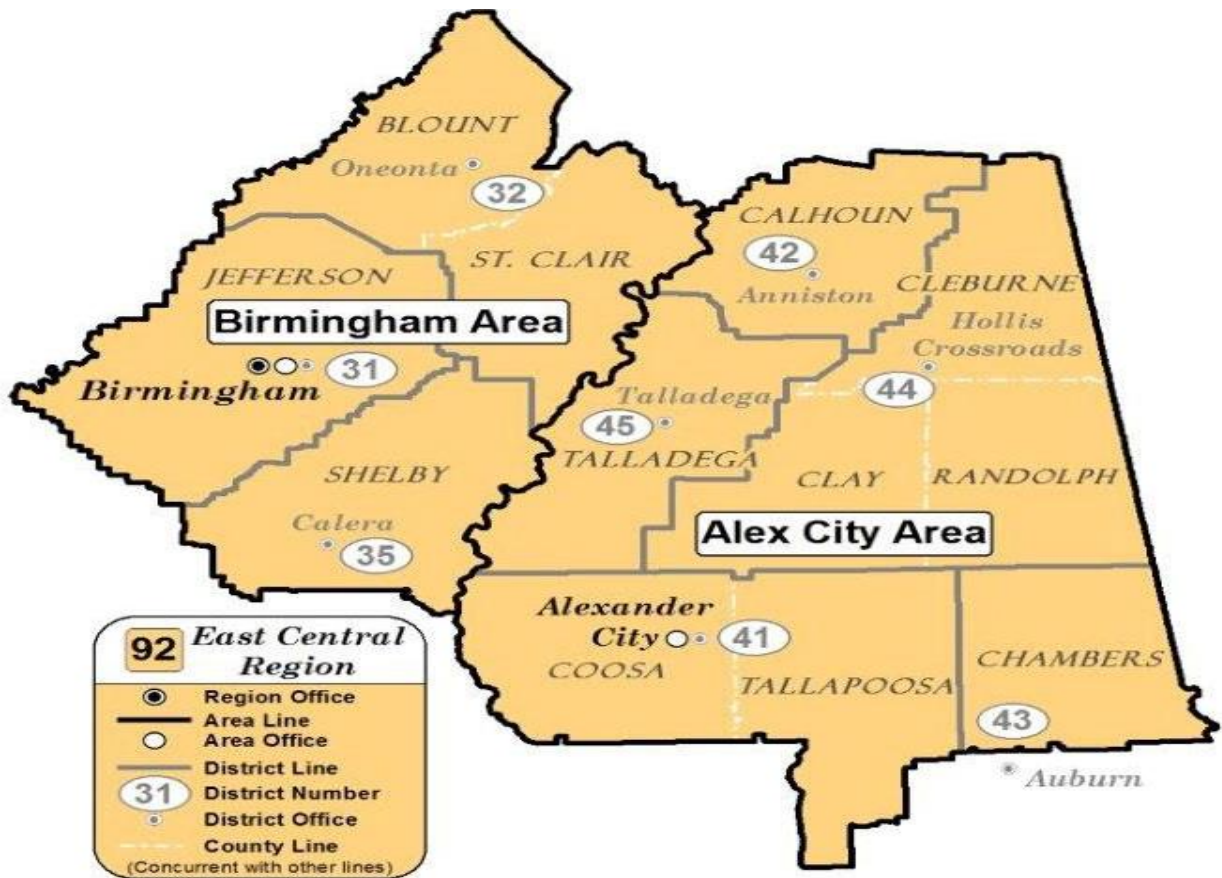 BLOUNT
Oneonta
32
CALHOUN
42
ST. CLAIR
JEFFERSON
Anniston
CLEBURNE
Birmingham Area
Hollis
Crossroads
31
Birmingham
44
Talladega
45
TALLADEGA
SHELBY
CLAY
RANDOLPH
Calera
35
Alex City Area
Alexander
City
41
COOSA
TALLAPOOSA
CHAMBERS
43
Auburn
92 East Central
Region
Region Office
Area Line
Area Office
District Line
31 District Number
District Office
County Line
(Concurrent with other lines)